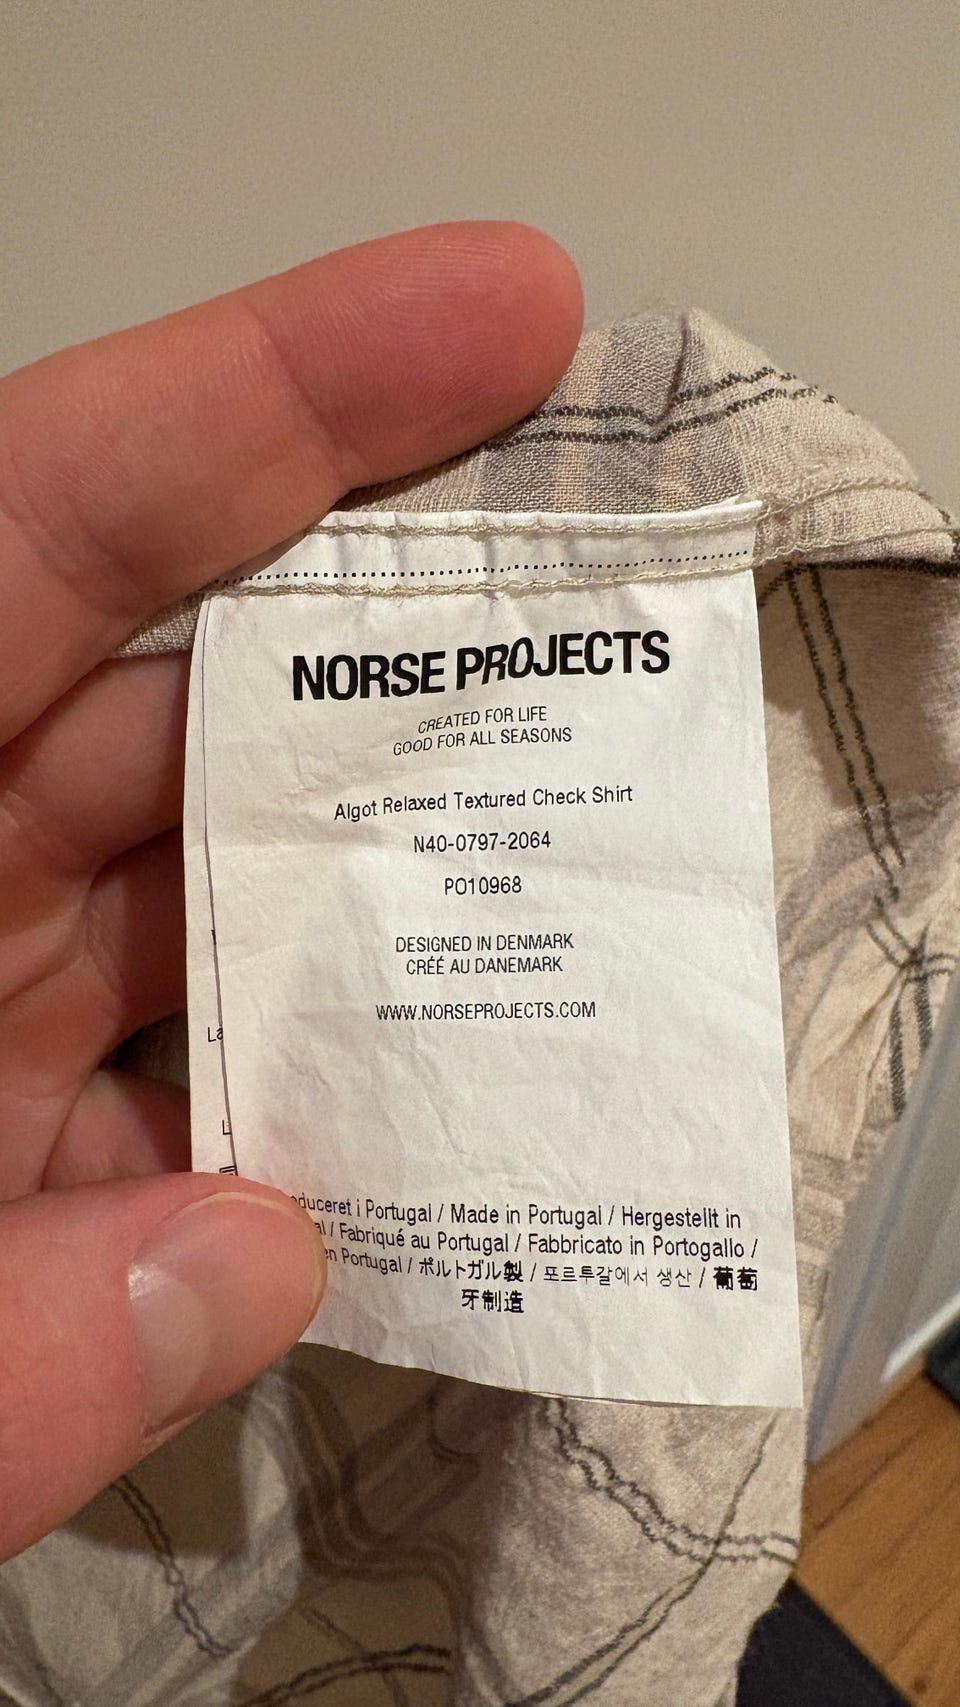 NORSE PROJECTS
CREATED FOR LIFE
GOOD FOR ALL SEASONS
Algot Relaxed Textured Check Shirt
N40-0797-2064
PO10968
DESIGNED IN DENMARK
CRÉÉ AU DANEMARK
WWW.NORSEPROJECTS.COM
i Portugal / Made in Portugal / Hergestellt in
/ Fabriqué au Portugal / Fabbricato in Portogallo /
en Portugal / ポルトガル製 / 포르투갈에서 생산 / 葡萄
牙制造